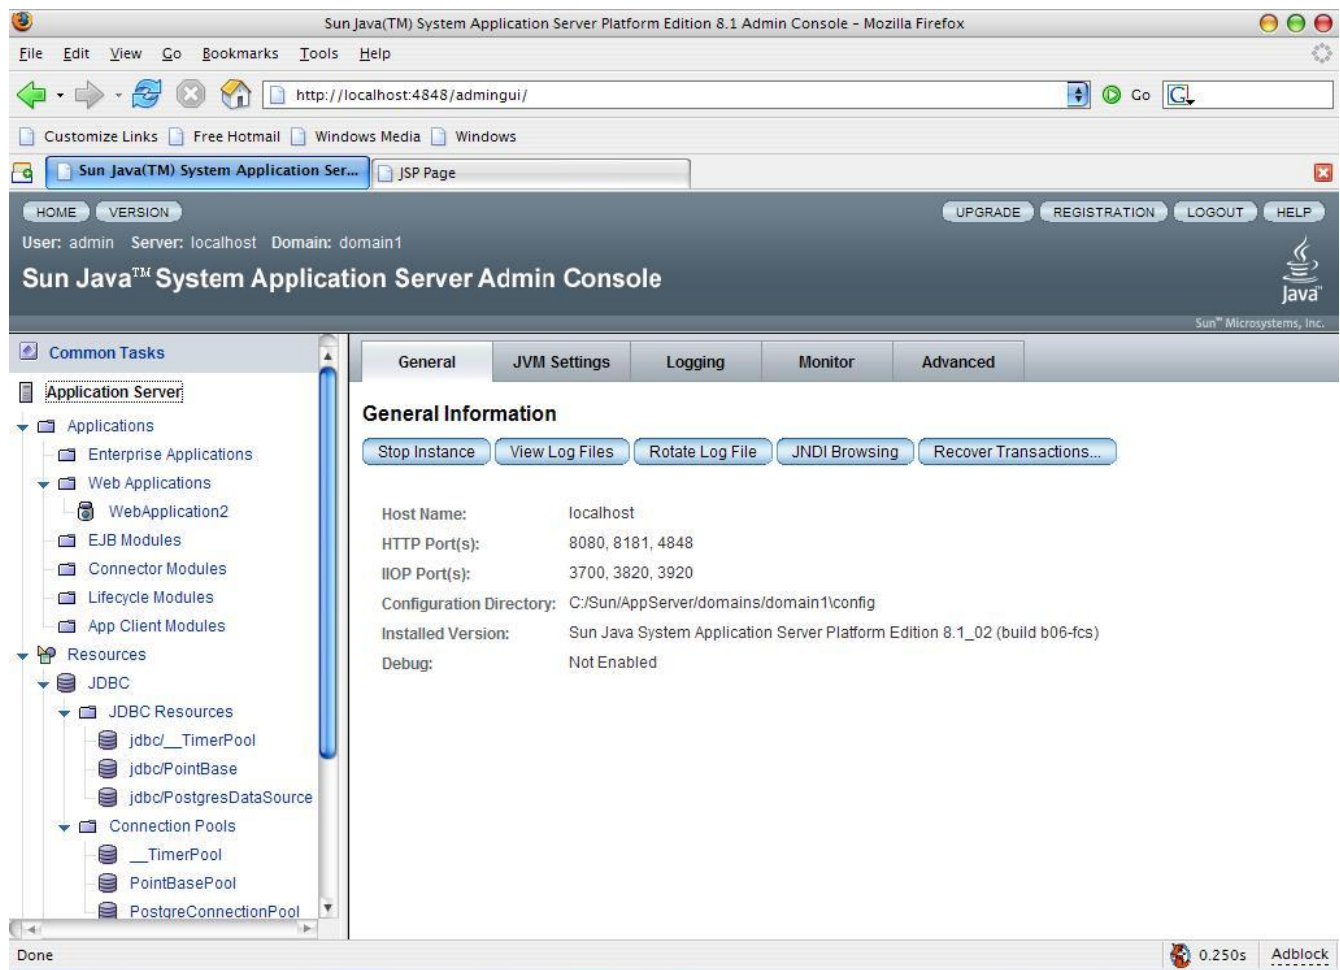 Sun Java(TM) System Application Server Platform Edition 8.1 Admin Console - Mozilla Firefox
File Edit View Go Bookmarks Tools Help
http://localhost:4848/admingui/ Go G
Customize Links Free Hotmail Windows Media Windows
Sun Java(TM) System Application Ser... JSP Page
HOME VERSION UPGRADE REGISTRATION LOGOUT HELP
User: admin Server: localhost Domain: domain1
Sun Java™ System Application Server Admin Console
Java™
Sun™ Microsystems, Inc.
Common Tasks
Application Server
Applications
Enterprise Applications
Web Applications
WebApplication2
EJB Modules
Connector Modules
Lifecycle Modules
App Client Modules
Resources
JDBC
JDBC Resources
jdbc/__TimerPool
jdbc/PointBase
jdbc/PostgresDataSource
Connection Pools
__TimerPool
PointBasePool
PostgreConnectionPool
General JVM Settings Logging Monitor Advanced
General Information
Stop Instance View Log Files Rotate Log File JNDI Browsing Recover Transactions...
Host Name: localhost
HTTP Port(s): 8080, 8181, 4848
IIOP Port(s): 3700, 3820, 3920
Configuration Directory: C:/Sun/AppServer/domains/domain1\config
Installed Version: Sun Java System Application Server Platform Edition 8.1_02 (build b06-fcs)
Debug: Not Enabled
Done 0.250s Adblock